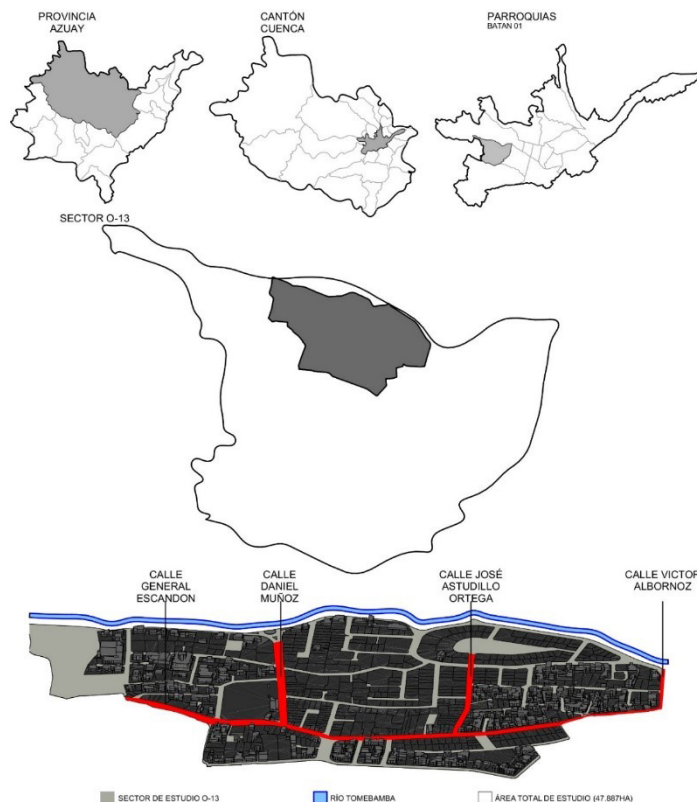 PROVINCIA
AZUAY
CANTÓN
CUENCA
PARROQUIAS
BATAN 01
SECTOR O-13
CALLE
GENERAL
ESCANDON
CALLE
DANIEL
MUÑOZ
CALLE JOSÉ
ASTUDILLO
ORTEGA
CALLE VICTOR
ALBORNOZ
SECTOR DE ESTUDIO O-13
RÍO TOMEBAMBA
ÁREA TOTAL DE ESTUDIO (47.887HA)